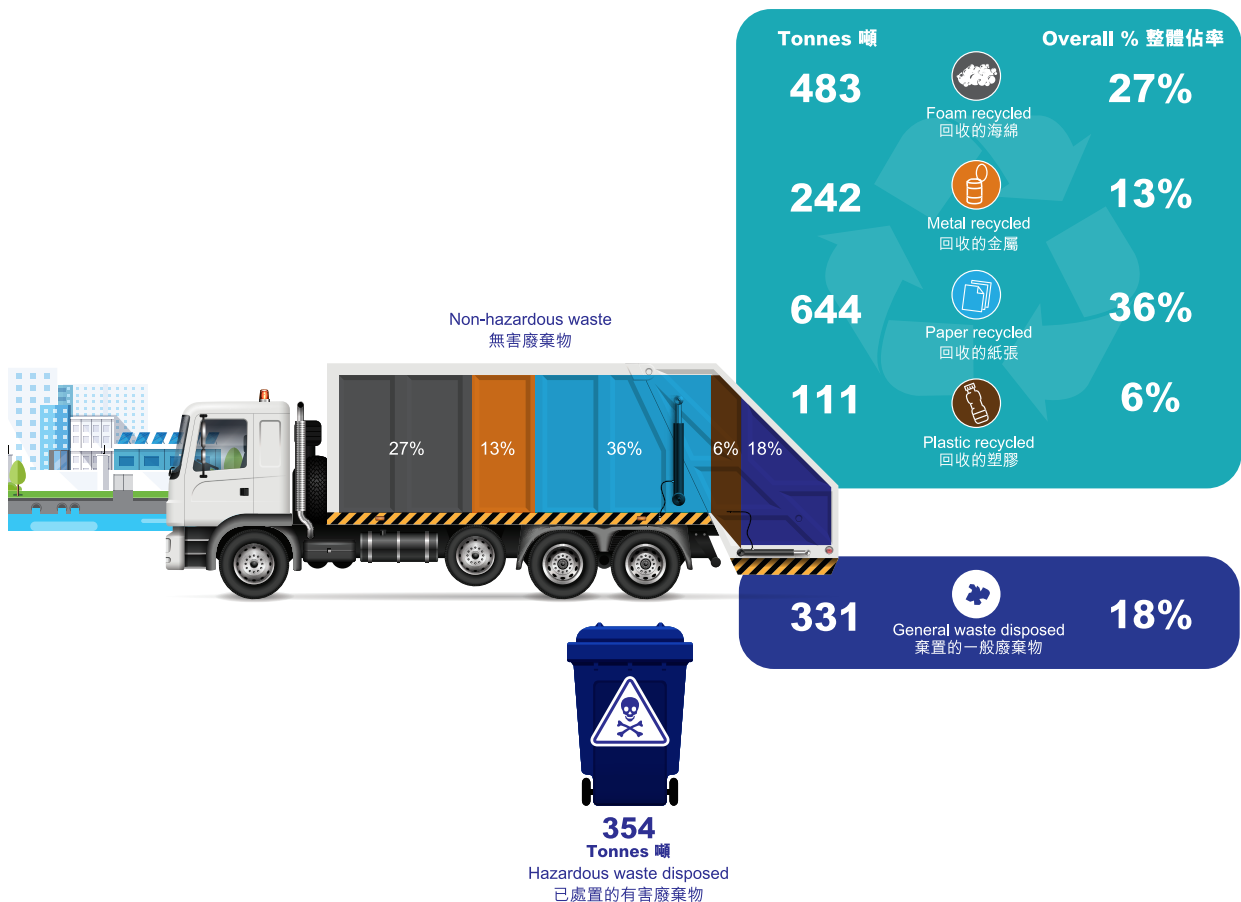 Tonnes 噸
Overall % 整體佔率
483
Foam recycled
回收的海綿
27%
242
Metal recycled
回收的金屬
13%
644
Paper recycled
回收的紙張
36%
111
Plastic recycled
回收的塑膠
6%
Non-hazardous waste
無害廢棄物
27%
13%
36%
6%
18%
331
General waste disposed
棄置的一般廢棄物
18%
354
Tonnes 噸
Hazardous waste disposed
已處置的有害廢棄物